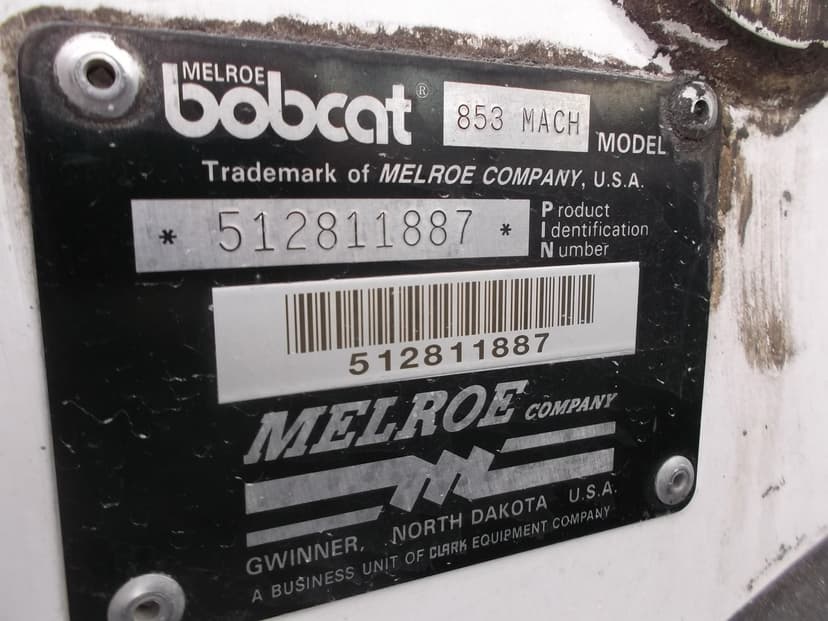 MELROE
bobcat® 853 MACH MODEL
Trademark of MELROE COMPANY, U.S.A.
* 512811887 * Product Identification Number
512811887
MELROE COMPANY
GWINNER, NORTH DAKOTA U.S.A.
A BUSINESS UNIT OF CLARK EQUIPMENT COMPANY